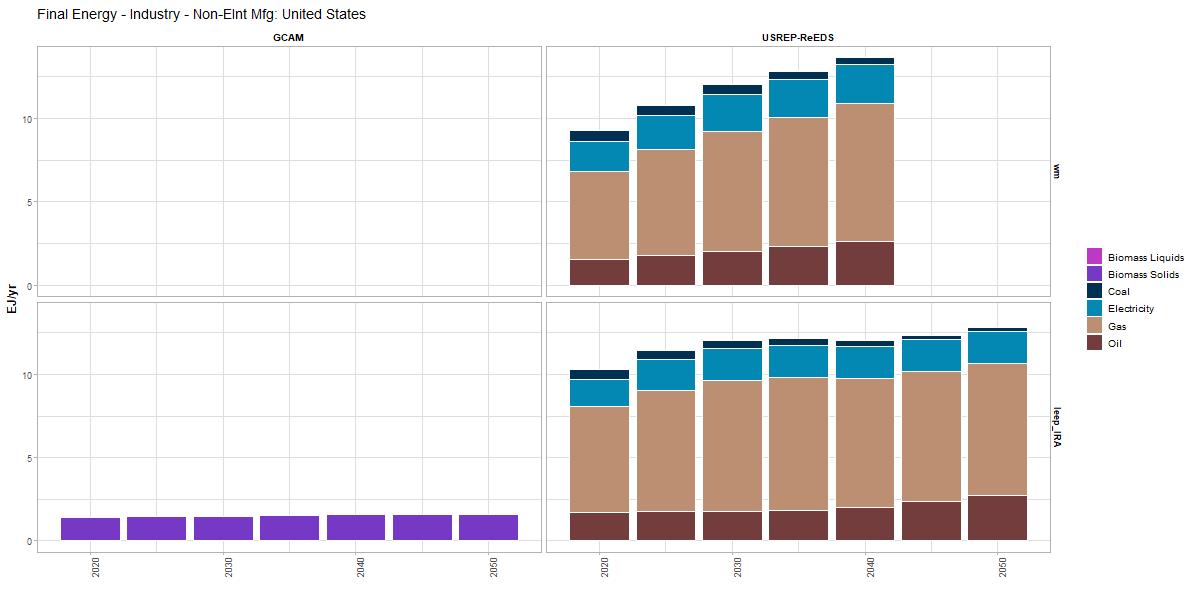 Final Energy - Industry - Non-EInt Mfg: United States
GCAM
USREP-ReEDS
EJ/yr
10
5
0
wm
10
5
0
leep_IRA
2020
2030
2040
2050
2020
2030
2040
2050
Biomass Liquids
Biomass Solids
Coal
Electricity
Gas
Oil